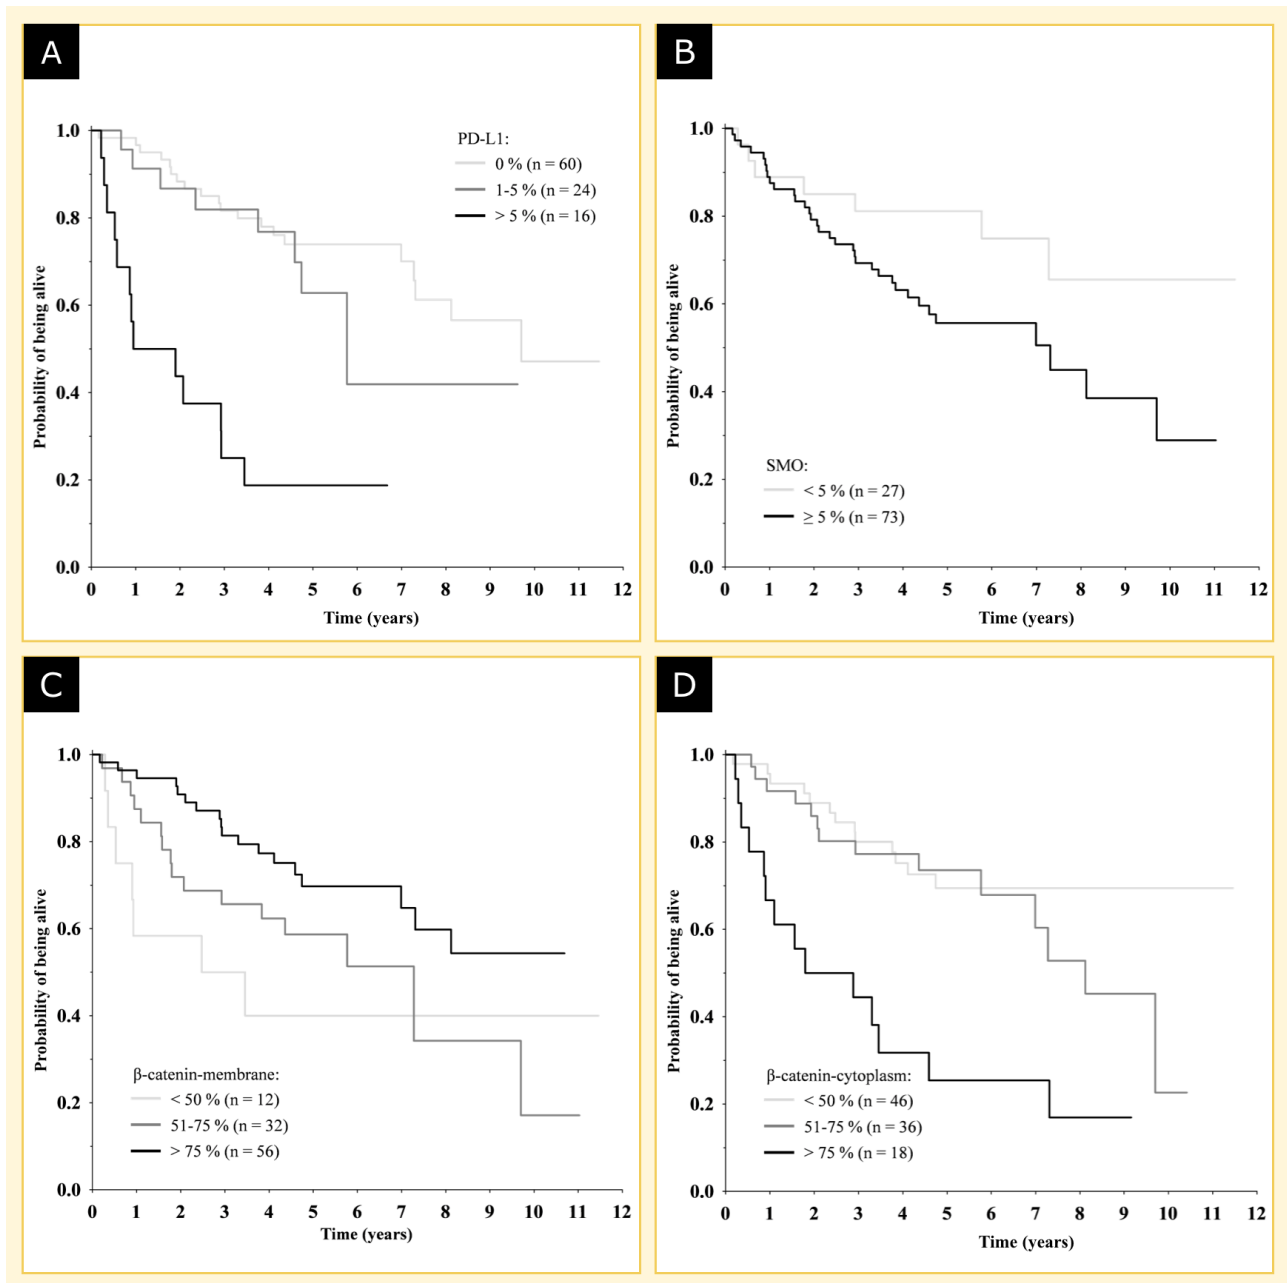 A
PD-L1:
0 % (n = 60)
1-5 % (n = 24)
> 5 % (n = 16)
Probability of being alive
1.0
0.8
0.6
0.4
0.2
0.0
0 1 2 3 4 5 6 7 8 9 10 11 12
Time (years)
B
Probability of being alive
1.0
0.8
0.6
0.4
0.2
0.0
SMO:
< 5 % (n = 27)
≥ 5 % (n = 73)
0 1 2 3 4 5 6 7 8 9 10 11 12
Time (years)
C
Probability of being alive
1.0
0.8
0.6
0.4
0.2
0.0
β-catenin-membrane:
< 50 % (n = 12)
51-75 % (n = 32)
> 75 % (n = 56)
0 1 2 3 4 5 6 7 8 9 10 11 12
Time (years)
D
Probability of being alive
1.0
0.8
0.6
0.4
0.2
0.0
β-catenin-cytoplasm:
< 50 % (n = 46)
51-75 % (n = 36)
> 75 % (n = 18)
0 1 2 3 4 5 6 7 8 9 10 11 12
Time (years)